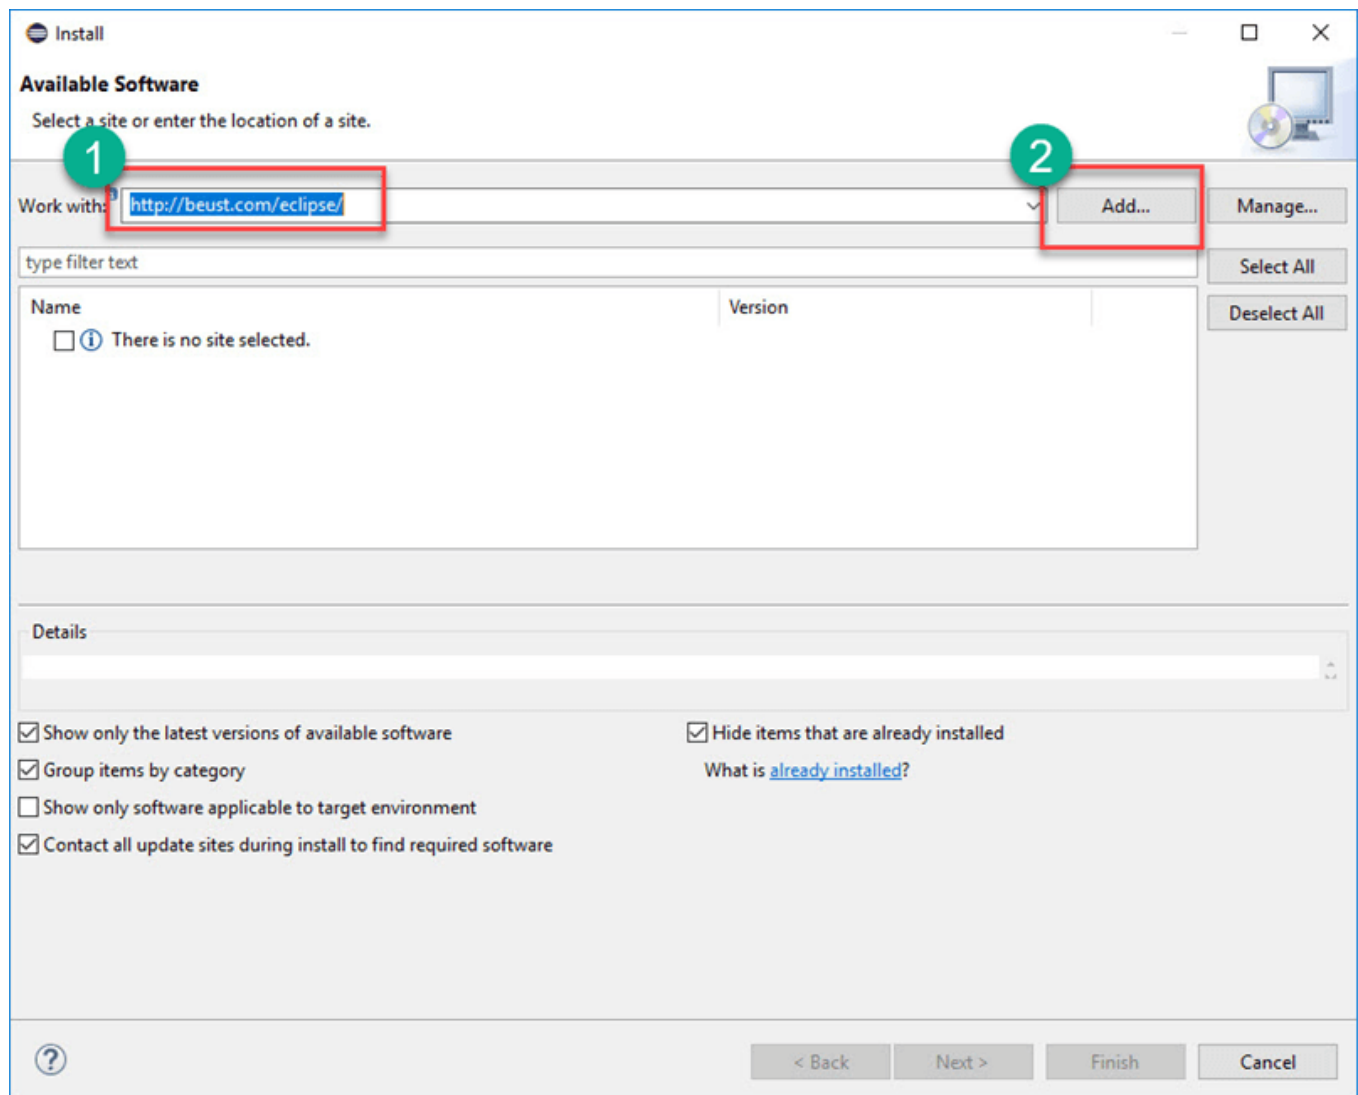 Install
Available Software
Select a site or enter the location of a site.
1
2
Work with: http://beust.com/eclipse/ Add... Manage...
type filter text
Select All
Name Version
Deselect All
There is no site selected.
Details
Show only the latest versions of available software
Hide items that are already installed
Group items by category
What is already installed?
Show only software applicable to target environment
Contact all update sites during install to find required software
? < Back Next > Finish Cancel